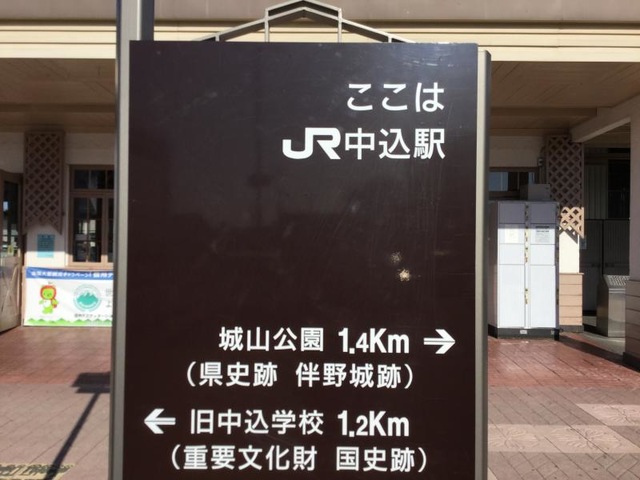 ここは
JR中込駅
城山公園 1.4Km →
（県史跡 伴野城跡）
← 旧中込学校 1.2Km
（重要文化財 国史跡）